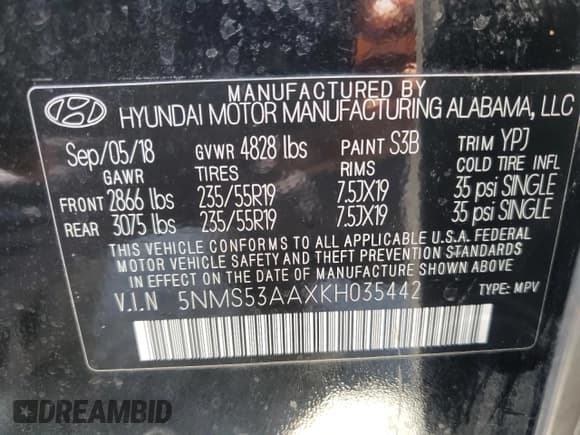 MANUFACTURED BY
HYUNDAI MOTOR MANUFACTURING ALABAMA, LLC
Sep/05/18 GVWR 4828 lbs PAINT S3B TRIM YPJ
GAWR TIRES RIMS COLD TIRE INFL
FRONT 2866 lbs 235/55R19 7.5JX19 35 psi SINGLE
REAR 3075 lbs 235/55R19 7.5JX19 35 psi SINGLE
THIS VEHICLE CONFORMS TO ALL APPLICABLE U.S.A. FEDERAL
MOTOR VEHICLE SAFETY AND THEFT PREVENTION STANDARDS
IN EFFECT ON THE DATE OF MANUFACTURE SHOWN ABOVE.
V.I.N 5NMS53AAXKH035442 TYPE: MPV
DREAMBID